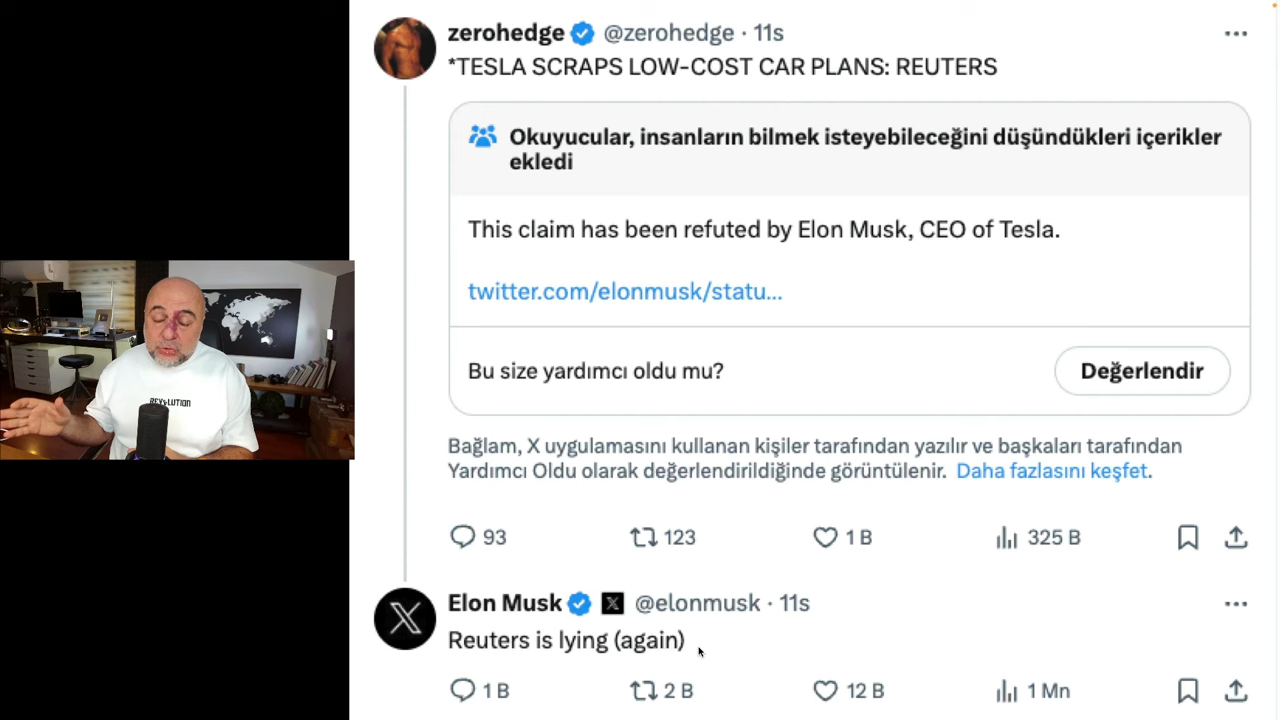 zerohedge @zerohedge · 11s
*TESLA SCRAPS LOW-COST CAR PLANS: REUTERS
Okuyucular, insanların bilmek isteyebileceğini düşündükleri içerikler
ekledi
This claim has been refuted by Elon Musk, CEO of Tesla.
twitter.com/elonmusk/statu...
Bu size yardımcı oldu mu?
Değerlendir
Bağlam, X uygulamasını kullanan kişiler tarafından yazılır ve başkaları tarafından
Yardımcı Oldu olarak değerlendirildiğinde görüntülenir. Daha fazlasını keşfet.
93 123 1 B 325 B
Elon Musk @elonmusk · 11s
Reuters is lying (again)
1 B 2 B 12 B 1 Mn